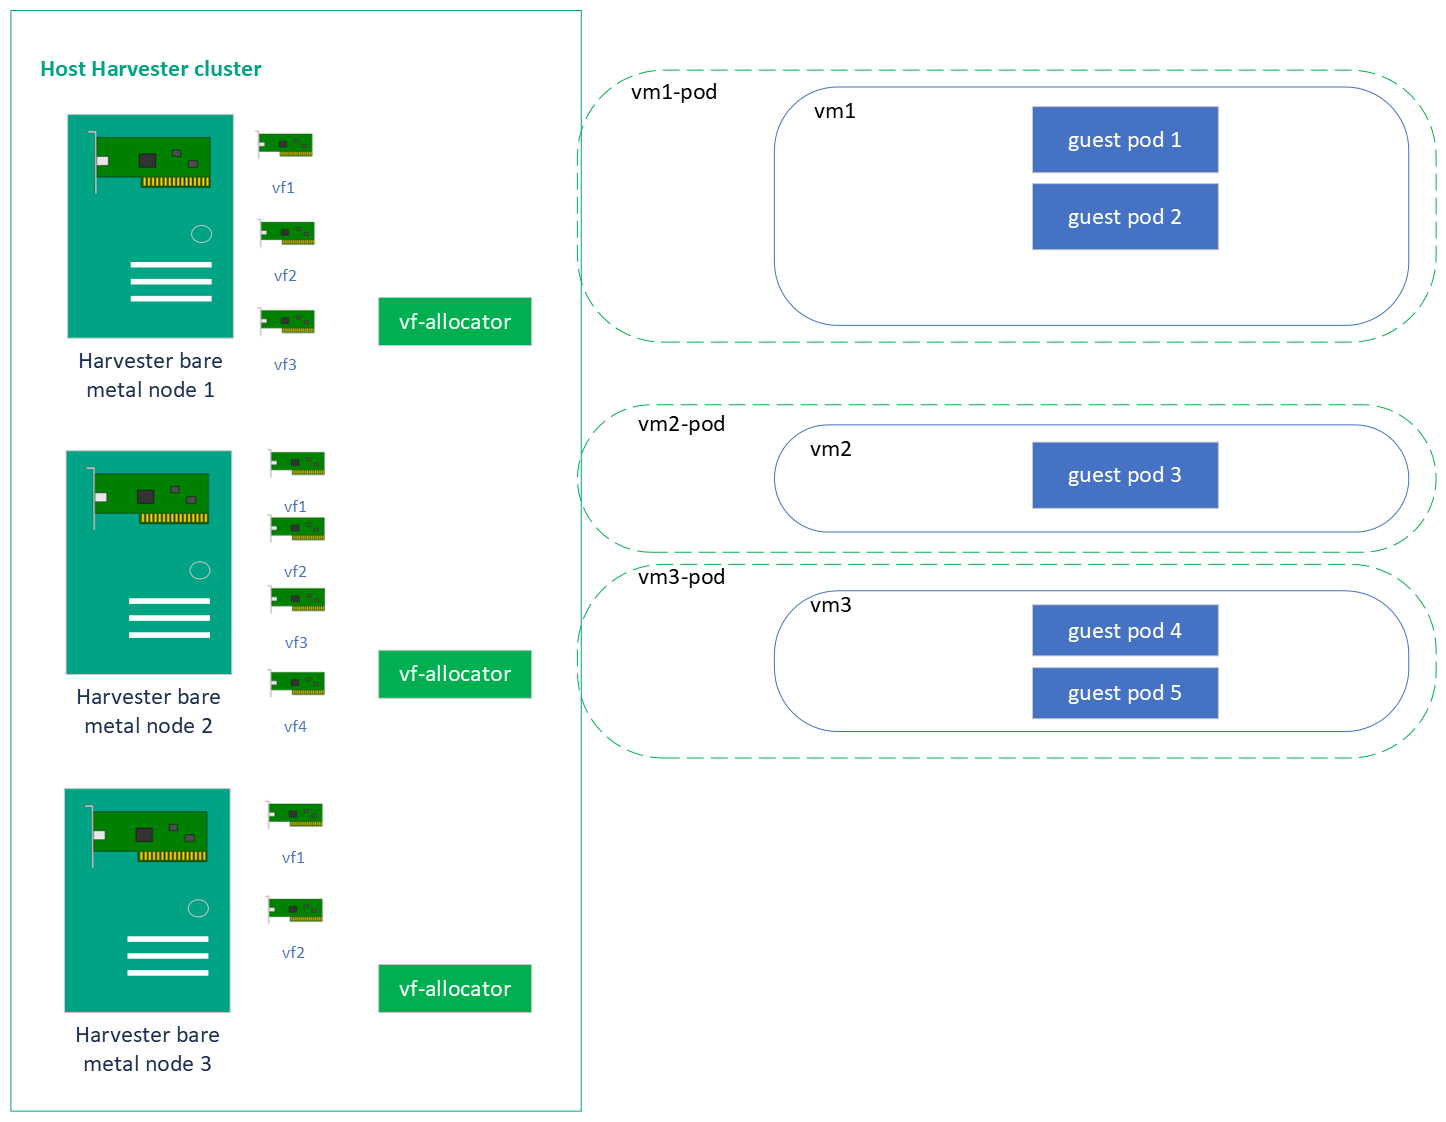 Host Harvester cluster
vf1
vf2
vf3
Harvester bare
metal node 1
vf-allocator
vm1-pod
vm1
guest pod 1
guest pod 2
vf1
vf2
vf3
vf4
Harvester bare
metal node 2
vf-allocator
vm2-pod
vm2
guest pod 3
vm3-pod
vm3
guest pod 4
guest pod 5
vf1
vf2
Harvester bare
metal node 3
vf-allocator